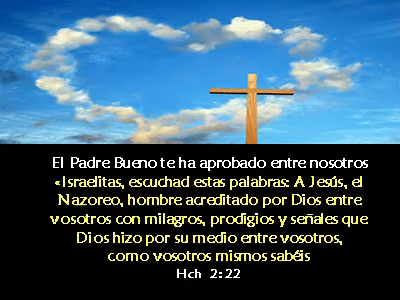 El Padre Bueno te ha aprobado entre nosotros
«Israelitas, escuchad estas palabras: A Jesús, el
Nazoreo, hombre acreditado por Dios entre
vosotros con milagros, prodigios y señales que
Dios hizo por su medio entre vosotros,
como vosotros mismos sabéis
Hch 2:22